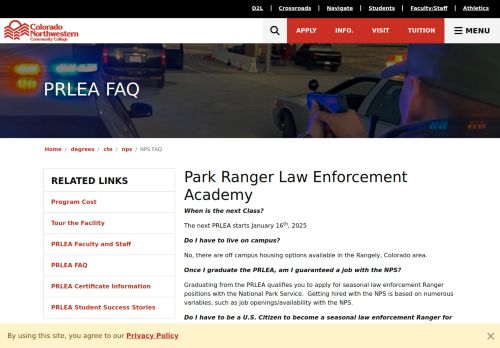 D2L | Crossroads | Navigate | Students | Faculty/Staff | Athletics
Colorado
Northwestern
Community College
APPLY INFO. VISIT TUITION MENU
PRLEA FAQ
Home / degrees / cte / nps / NPS FAQ
RELATED LINKS
Program Cost
Tour the Facility
PRLEA Faculty and Staff
PRLEA FAQ
PRLEA Certificate Information
PRLEA Student Success Stories
Park Ranger Law Enforcement
Academy
When is the next Class?
The next PRLEA starts January 16th, 2025
Do I have to live on campus?
No, there are off campus housing options available in the Rangely, Colorado area.
Once I graduate the PRLEA, am I guaranteed a job with the NPS?
Graduating from the PRLEA qualifies you to apply for seasonal law enforcement Ranger
positions with the National Park Service.  Getting hired with the NPS is based on numerous
variables, such as job openings/availability with the NPS.
Do I have to be a U.S. Citizen to become a seasonal law enforcement Ranger for
By using this site, you agree to our Privacy Policy